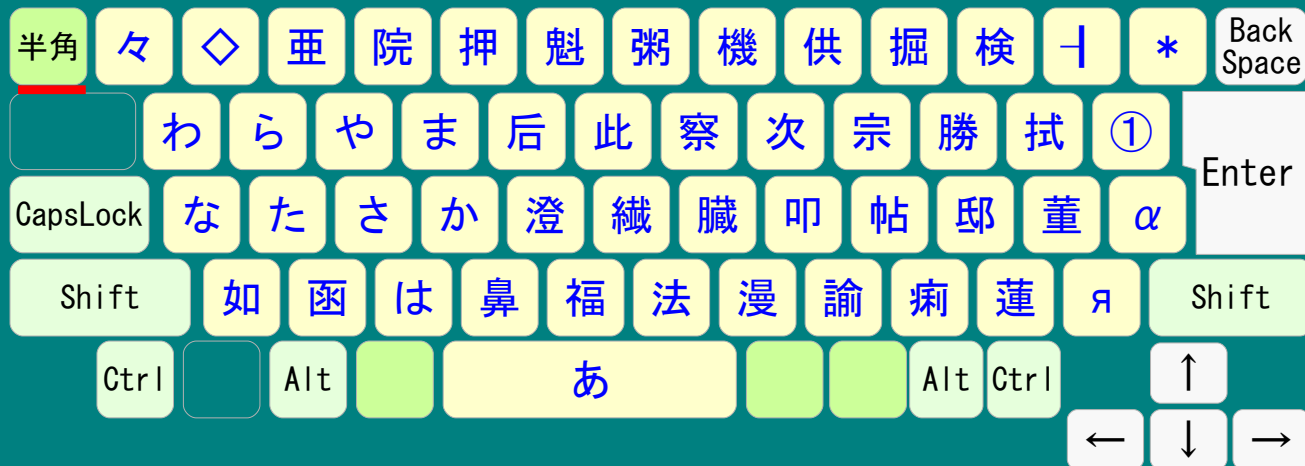 半角 々 ◇ 亜 院 押 魁 粥 機 供 掘 検 ┤ * Back Space
わ ら や ま 后 此 察 次 宗 勝 拭 ①
Enter
CapsLock な た さ か 澄 繊 臓 叩 帖 邸 董 α
Shift 如 函 は 鼻 福 法 漫 諭 痢 蓮 я Shift
Ctrl Alt あ Alt Ctrl ↑
← ↓ →